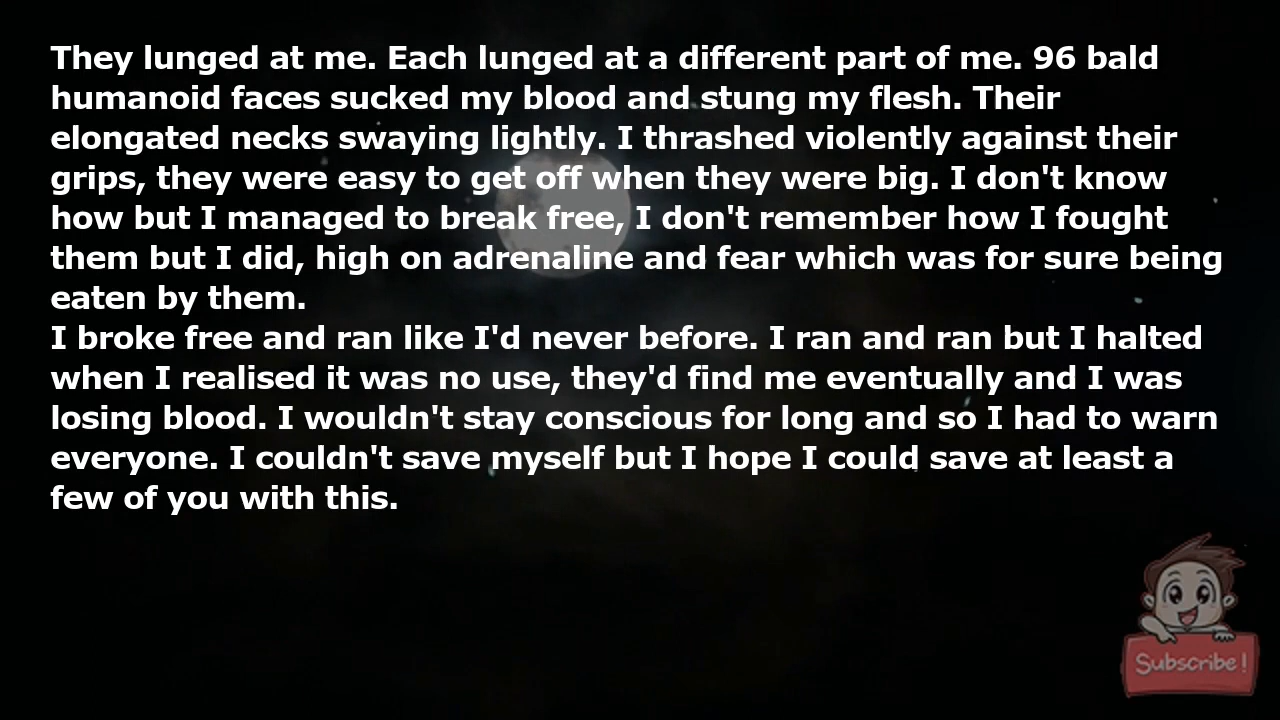 They lunged at me. Each lunged at a different part of me. 96 bald
humanoid faces sucked my blood and stung my flesh. Their
elongated necks swaying lightly. I thrashed violently against their
grips, they were easy to get off when they were big. I don't know
how but I managed to break free, I don't remember how I fought
them but I did, high on adrenaline and fear which was for sure being
eaten by them.
I broke free and ran like I'd never before. I ran and ran but I halted
when I realised it was no use, they'd find me eventually and I was
losing blood. I wouldn't stay conscious for long and so I had to warn
everyone. I couldn't save myself but I hope I could save at least a
few of you with this.
Subscribe!